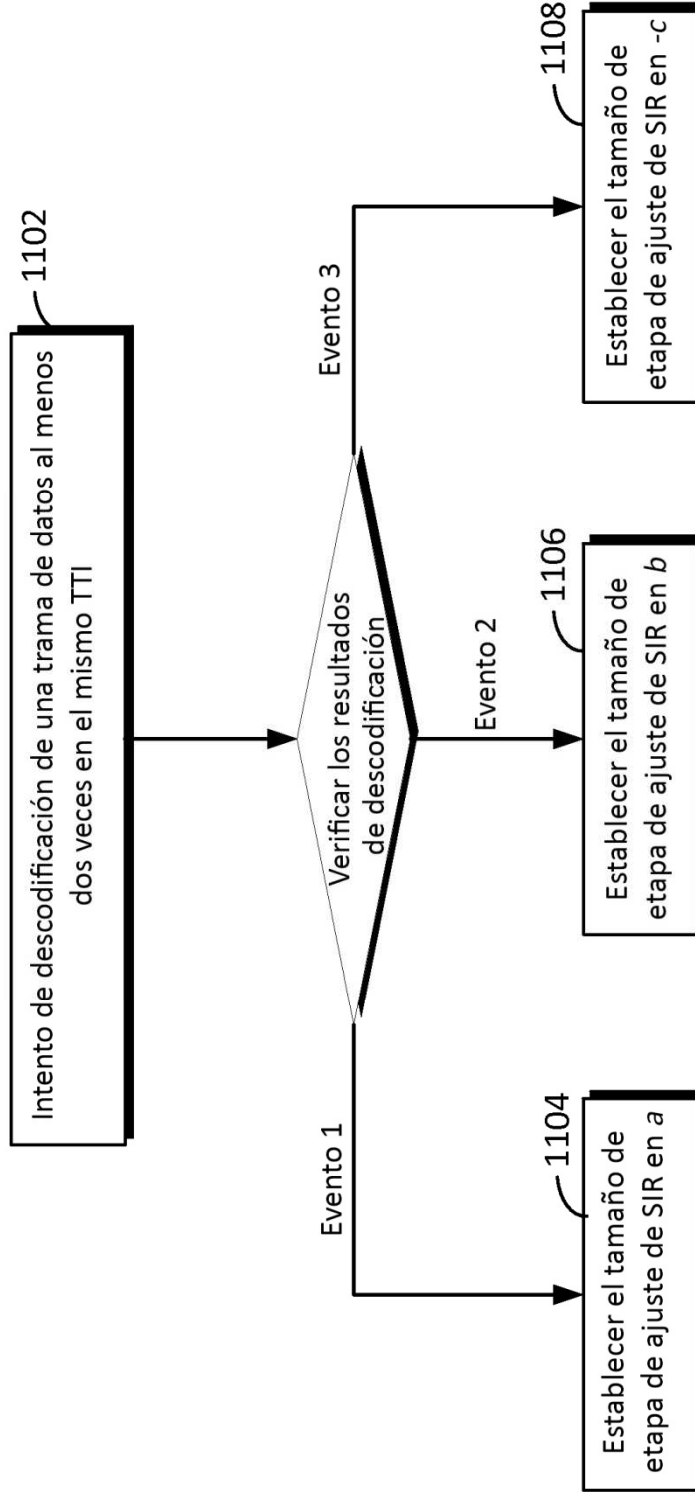 1102
Intento de descodificación de una trama de datos al menos
dos veces en el mismo TTI
Verificar los resultados
de descodificación
Evento 1
Evento 2
Evento 3
1104
Establecer el tamaño de
etapa de ajuste de SIR en a
1106
Establecer el tamaño de
etapa de ajuste de SIR en b
1108
Establecer el tamaño de
etapa de ajuste de SIR en -c